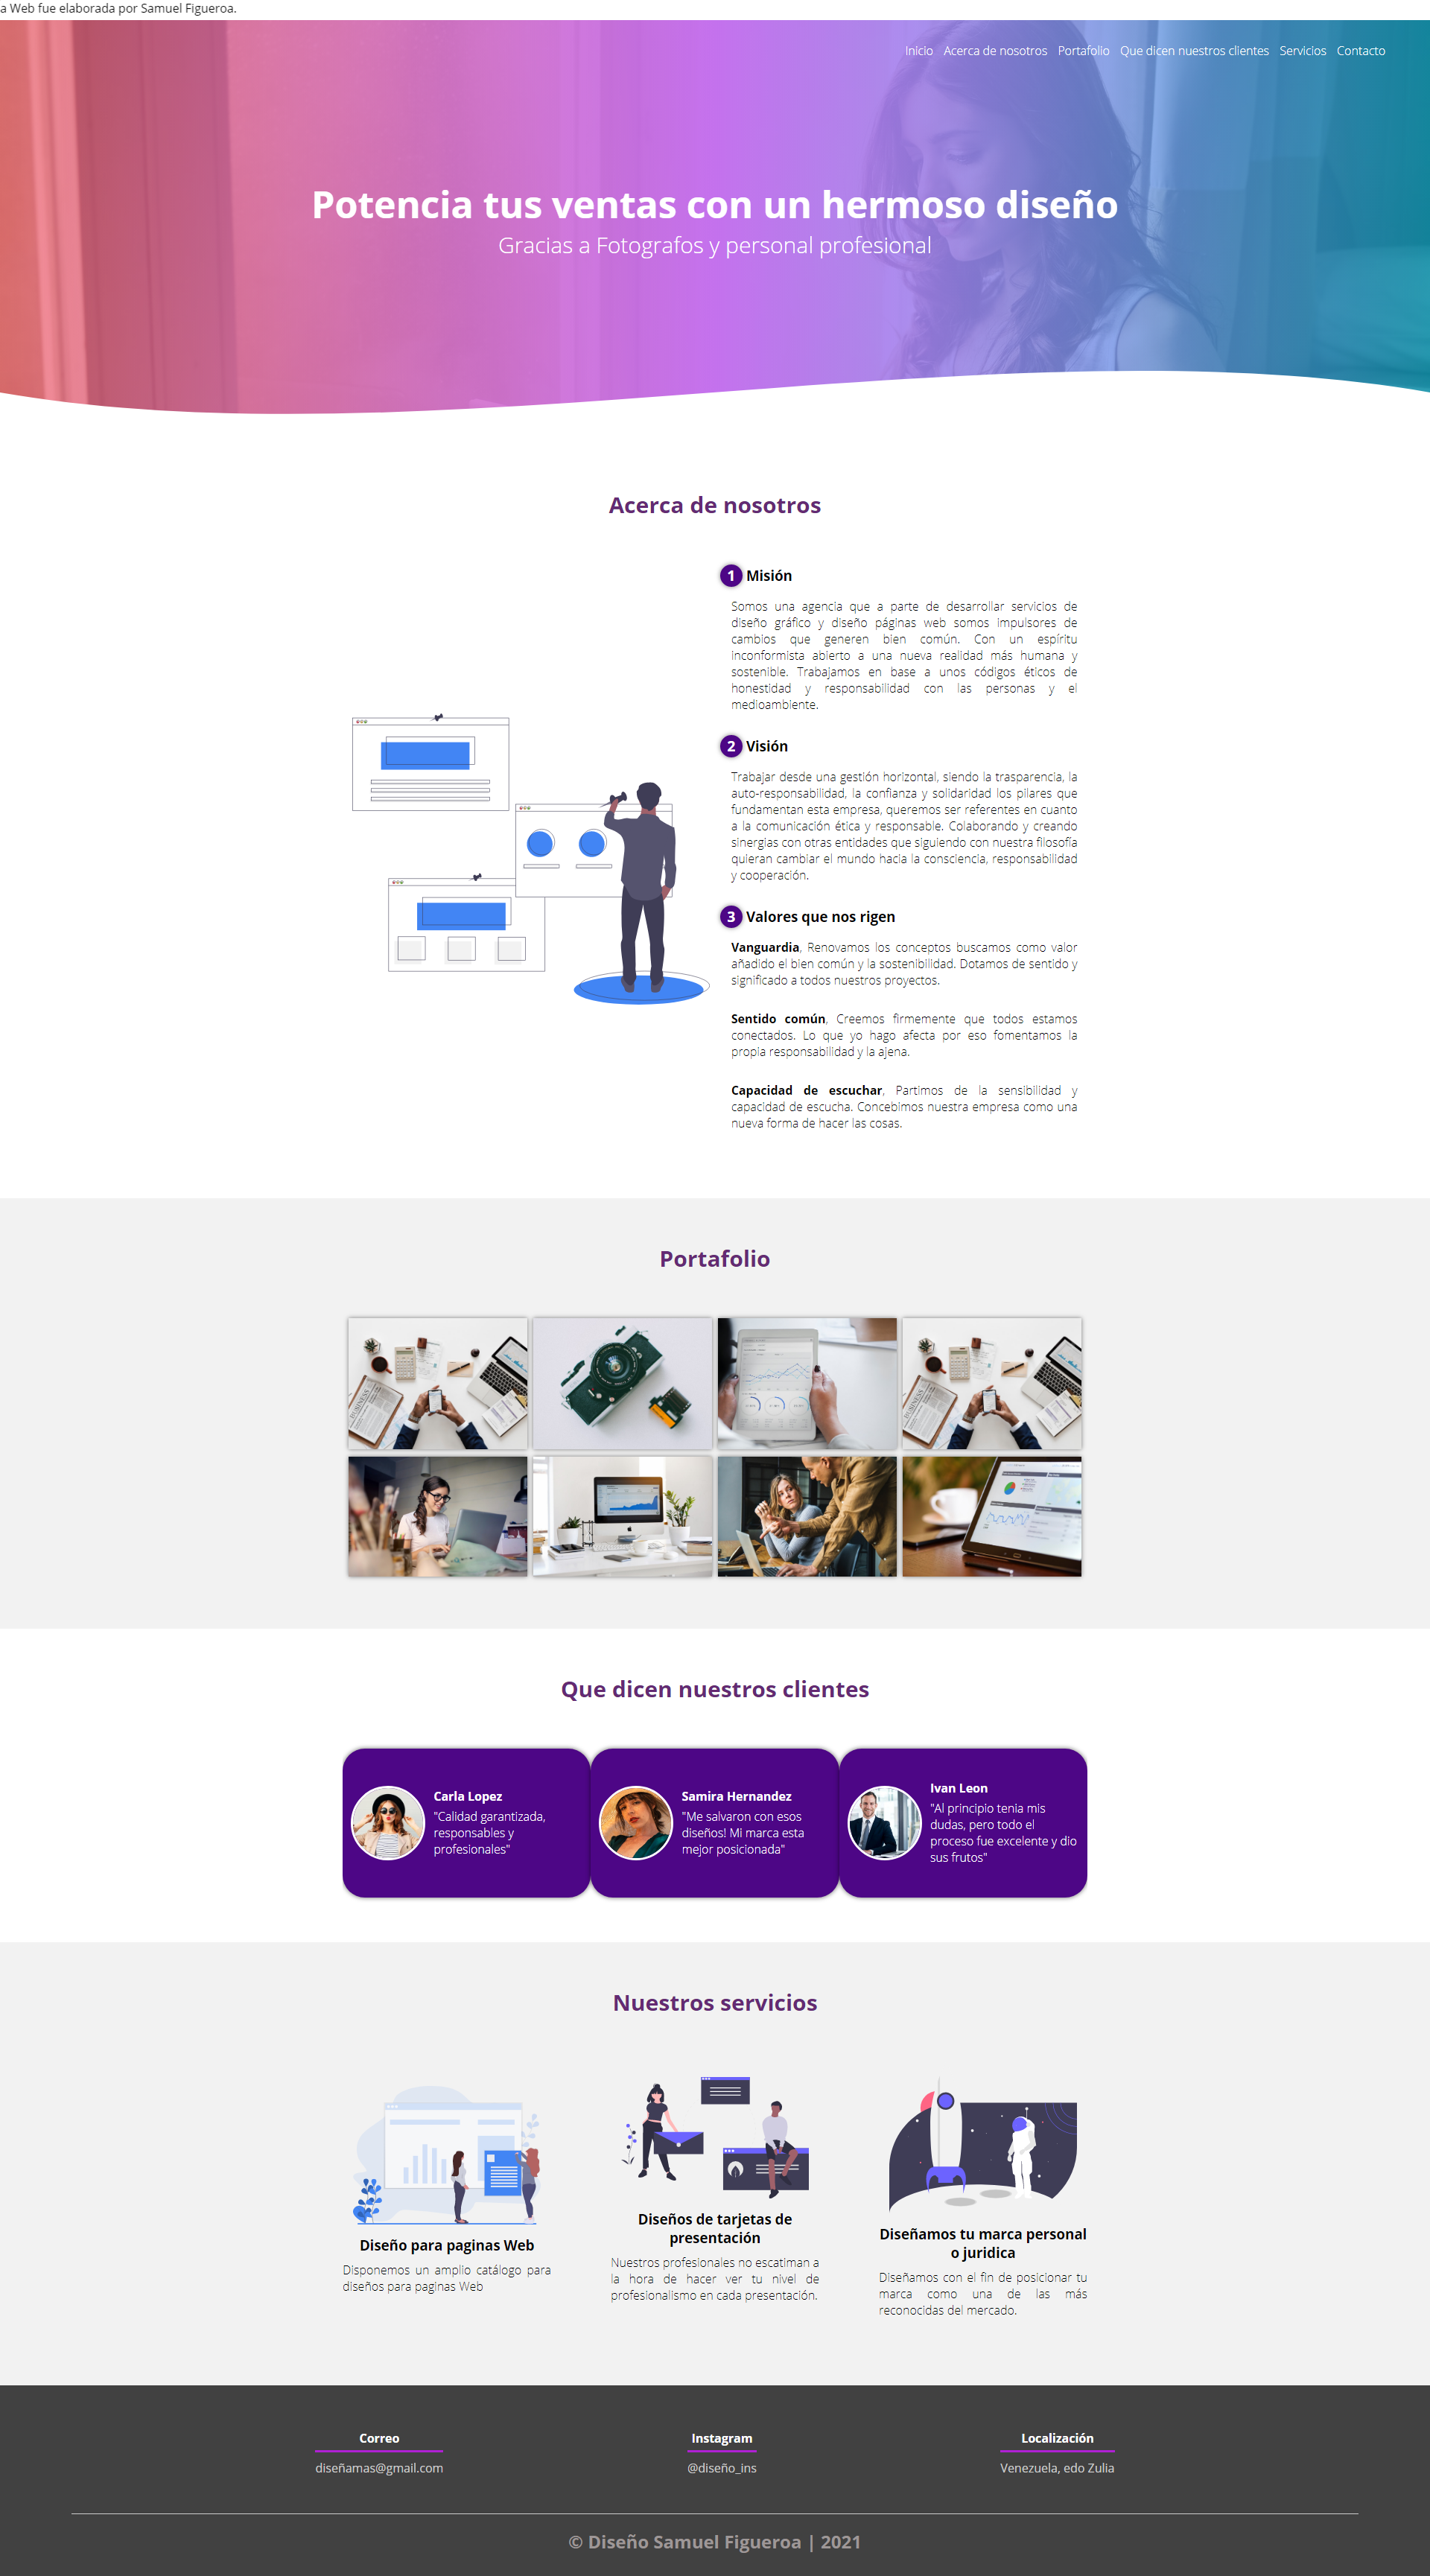 a Web fue elaborada por Samuel Figueroa.
Inicio Acerca de nosotros Portafolio Que dicen nuestros clientes Servicios Contacto
Potencia tus ventas con un hermoso diseño
Gracias a Fotografos y personal profesional
Acerca de nosotros
1 Misión
Somos una agencia que a parte de desarrollar servicios de
diseño gráfico y diseño páginas web somos impulsores de
cambios que generen bien común. Con un espíritu
inconformista abierto a una nueva realidad más humana y
sostenible. Trabajamos en base a unos códigos éticos de
honestidad y responsabilidad con las personas y el
medioambiente.
2 Visión
Trabajar desde una gestión horizontal, siendo la trasparencia, la
auto-responsabilidad, la confianza y solidaridad los pilares que
fundamentan esta empresa, queremos ser referentes en cuanto
a la comunicación ética y responsable. Colaborando y creando
sinergias con otras entidades que siguiendo con nuestra filosofía
quieran cambiar el mundo hacia la consciencia, responsabilidad
y cooperación.
3 Valores que nos rigen
Vanguardia, Renovamos los conceptos buscamos como valor
añadido el bien común y la sostenibilidad. Dotamos de sentido y
significado a todos nuestros proyectos.
Sentido común, Creemos firmemente que todos estamos
conectados. Lo que yo hago afecta por eso fomentamos la
propia responsabilidad y la ajena.
Capacidad de escuchar, Partimos de la sensibilidad y
capacidad de escucha. Concebimos nuestra empresa como una
nueva forma de hacer las cosas.
Portafolio
BUSINESS
BUSINESS
Que dicen nuestros clientes
Carla Lopez
"Calidad garantizada,
responsables y
profesionales"
Samira Hernandez
"Me salvaron con esos
diseños! Mi marca esta
mejor posicionada"
Ivan Leon
"Al principio tenia mis
dudas, pero todo el
proceso fue excelente y dio
sus frutos"
Nuestros servicios
Diseño para paginas Web
Disponemos un amplio catálogo para
diseños para paginas Web
Diseños de tarjetas de
presentación
Nuestros profesionales no escatiman a
la hora de hacer ver tu nivel de
profesionalismo en cada presentación.
Diseñamos tu marca personal
o juridica
Diseñamos con el fin de posicionar tu
marca como una de las más
reconocidas del mercado.
Correo
diseñamas@gmail.com
Instagram
@diseño_ins
Localización
Venezuela, edo Zulia
© Diseño Samuel Figueroa | 2021